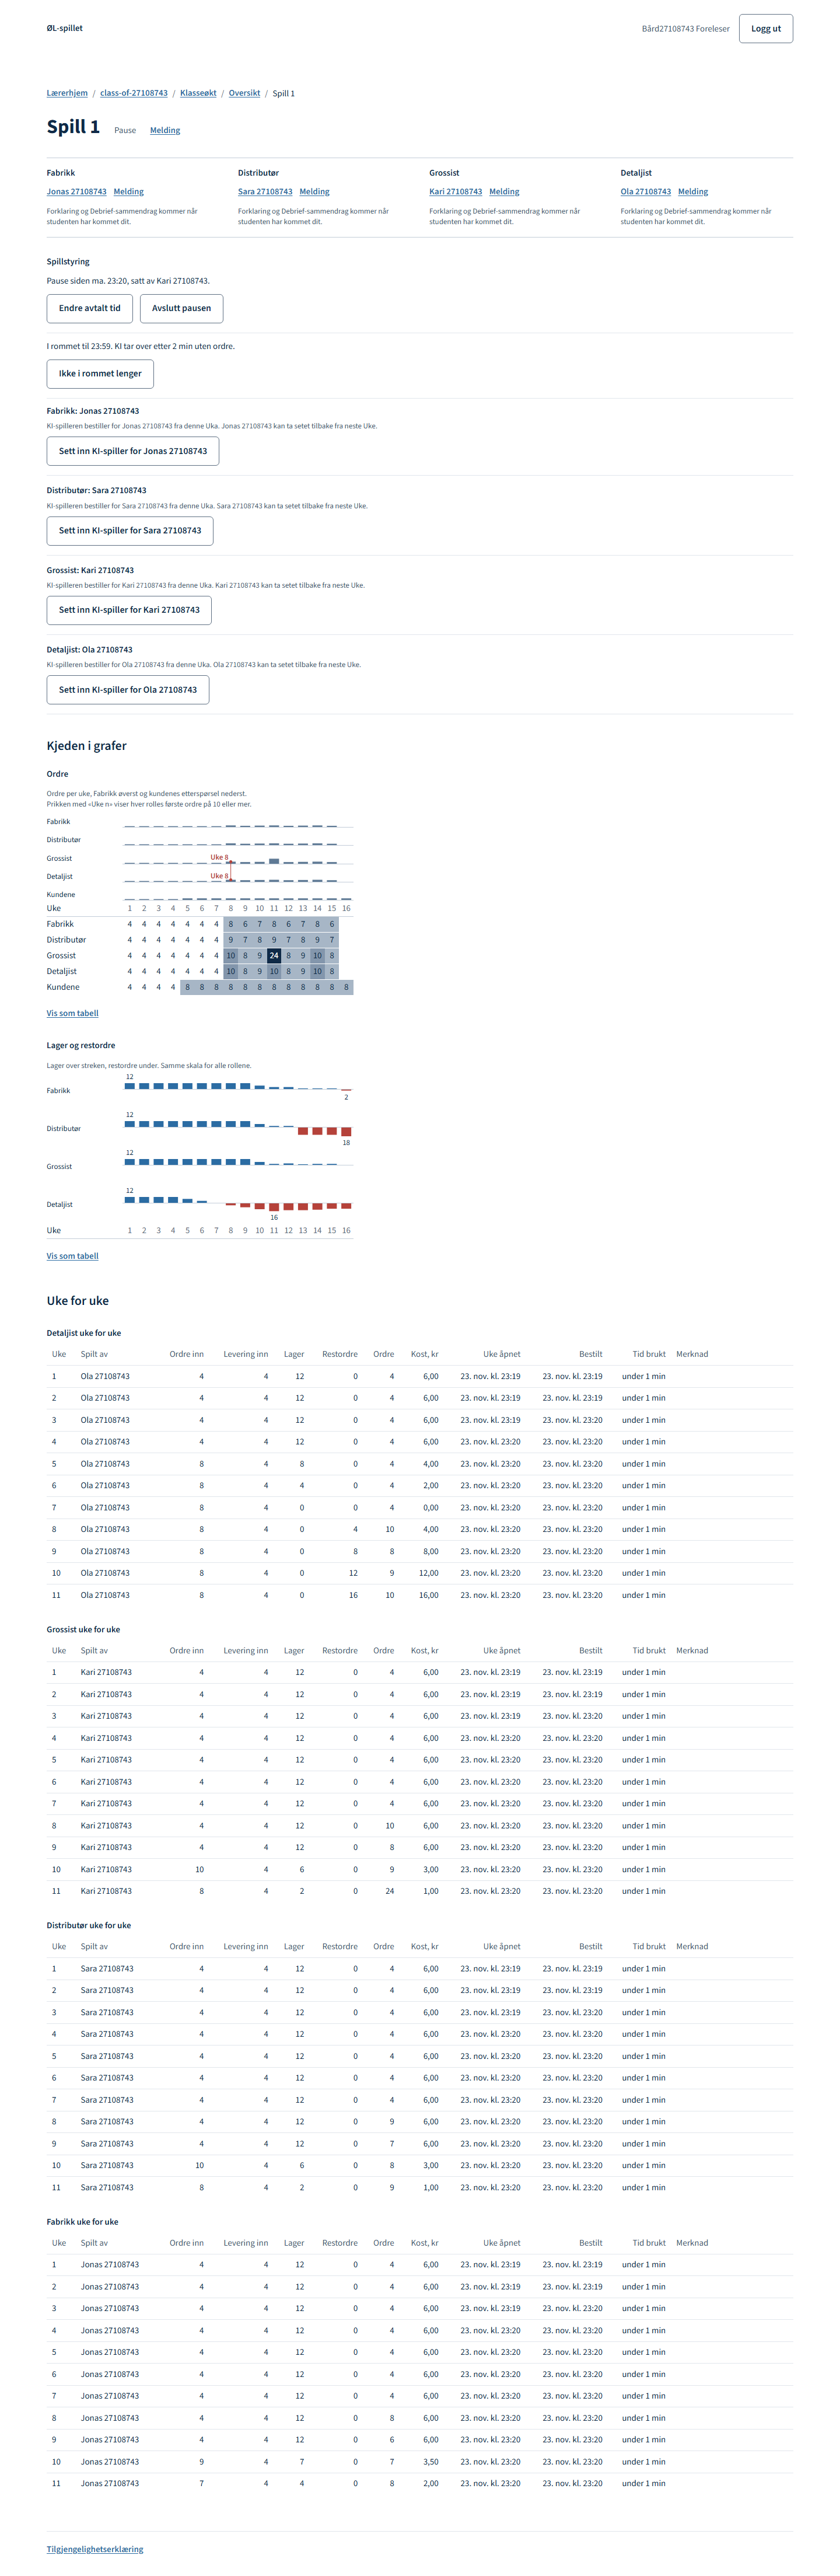 ØL-spillet
Bård27108743 Foreleser Logg ut
Lærerhjem / class-of-27108743 / Klasseøkt / Oversikt / Spill 1
Spill 1 Pause Melding
Fabrikk Distributør Grossist Detaljist
Jonas 27108743 Melding Sara 27108743 Melding Kari 27108743 Melding Ola 27108743 Melding
Forklaring og Debrief-sammendrag kommer når Forklaring og Debrief-sammendrag kommer når Forklaring og Debrief-sammendrag kommer når Forklaring og Debrief-sammendrag kommer når
studenten har kommet dit. studenten har kommet dit. studenten har kommet dit. studenten har kommet dit.
Spillstyring
Pause siden ma. 23:20, satt av Kari 27108743.
Endre avtalt tid Avslutt pausen
I rommet til 23:59. KI tar over etter 2 min uten ordre.
Ikke i rommet lenger
Fabrikk: Jonas 27108743
KI-spilleren bestiller for Jonas 27108743 fra denne Uka. Jonas 27108743 kan ta setet tilbake fra neste Uke.
Sett inn KI-spiller for Jonas 27108743
Distributør: Sara 27108743
KI-spilleren bestiller for Sara 27108743 fra denne Uka. Sara 27108743 kan ta setet tilbake fra neste Uke.
Sett inn KI-spiller for Sara 27108743
Grossist: Kari 27108743
KI-spilleren bestiller for Kari 27108743 fra denne Uka. Kari 27108743 kan ta setet tilbake fra neste Uke.
Sett inn KI-spiller for Kari 27108743
Detaljist: Ola 27108743
KI-spilleren bestiller for Ola 27108743 fra denne Uka. Ola 27108743 kan ta setet tilbake fra neste Uke.
Sett inn KI-spiller for Ola 27108743
Kjeden i grafer
Ordre
Ordre per uke, Fabrikk øverst og kundenes etterspørsel nederst.
Prikken med «Uke n» viser hver rolles første ordre på 10 eller mer.
Fabrikk
Distributør
Grossist Uke 8
Detaljist Uke 8
Kundene
Uke 1 2 3 4 5 6 7 8 9 10 11 12 13 14 15 16
Fabrikk 4 4 4 4 4 4 4 8 6 7 8 6 7 8 6
Distributør 4 4 4 4 4 4 4 9 7 8 9 7 8 9 7
Grossist 4 4 4 4 4 4 4 10 8 9 24 8 9 10 8
Detaljist 4 4 4 4 4 4 4 10 8 9 10 8 9 10 8
Kundene 4 4 4 4 8 8 8 8 8 8 8 8 8 8 8 8
Vis som tabell
Lager og restordre
Lager over streken, restordre under. Samme skala for alle rollene.
12
Fabrikk
2
12
Distributør
18
12
Grossist
12
Detaljist
16
Uke 1 2 3 4 5 6 7 8 9 10 11 12 13 14 15 16
Vis som tabell
Uke for uke
Detaljist uke for uke
Uke Spilt av Ordre inn Levering inn Lager Restordre Ordre Kost, kr Uke åpnet Bestilt Tid brukt Merknad
1 Ola 27108743 4 4 12 0 4 6,00 23. nov. kl. 23:19 23. nov. kl. 23:19 under 1 min
2 Ola 27108743 4 4 12 0 4 6,00 23. nov. kl. 23:19 23. nov. kl. 23:19 under 1 min
3 Ola 27108743 4 4 12 0 4 6,00 23. nov. kl. 23:19 23. nov. kl. 23:20 under 1 min
4 Ola 27108743 4 4 12 0 4 6,00 23. nov. kl. 23:20 23. nov. kl. 23:20 under 1 min
5 Ola 27108743 8 4 8 0 4 4,00 23. nov. kl. 23:20 23. nov. kl. 23:20 under 1 min
6 Ola 27108743 8 4 4 0 4 2,00 23. nov. kl. 23:20 23. nov. kl. 23:20 under 1 min
7 Ola 27108743 8 4 0 0 4 0,00 23. nov. kl. 23:20 23. nov. kl. 23:20 under 1 min
8 Ola 27108743 8 4 0 4 10 4,00 23. nov. kl. 23:20 23. nov. kl. 23:20 under 1 min
9 Ola 27108743 8 4 0 8 8 8,00 23. nov. kl. 23:20 23. nov. kl. 23:20 under 1 min
10 Ola 27108743 8 4 0 12 9 12,00 23. nov. kl. 23:20 23. nov. kl. 23:20 under 1 min
11 Ola 27108743 8 4 0 16 10 16,00 23. nov. kl. 23:20 23. nov. kl. 23:20 under 1 min
Grossist uke for uke
Uke Spilt av Ordre inn Levering inn Lager Restordre Ordre Kost, kr Uke åpnet Bestilt Tid brukt Merknad
1 Kari 27108743 4 4 12 0 4 6,00 23. nov. kl. 23:19 23. nov. kl. 23:19 under 1 min
2 Kari 27108743 4 4 12 0 4 6,00 23. nov. kl. 23:19 23. nov. kl. 23:19 under 1 min
3 Kari 27108743 4 4 12 0 4 6,00 23. nov. kl. 23:19 23. nov. kl. 23:20 under 1 min
4 Kari 27108743 4 4 12 0 4 6,00 23. nov. kl. 23:20 23. nov. kl. 23:20 under 1 min
5 Kari 27108743 4 4 12 0 4 6,00 23. nov. kl. 23:20 23. nov. kl. 23:20 under 1 min
6 Kari 27108743 4 4 12 0 4 6,00 23. nov. kl. 23:20 23. nov. kl. 23:20 under 1 min
7 Kari 27108743 4 4 12 0 4 6,00 23. nov. kl. 23:20 23. nov. kl. 23:20 under 1 min
8 Kari 27108743 4 4 12 0 10 6,00 23. nov. kl. 23:20 23. nov. kl. 23:20 under 1 min
9 Kari 27108743 4 4 12 0 8 6,00 23. nov. kl. 23:20 23. nov. kl. 23:20 under 1 min
10 Kari 27108743 10 4 6 0 9 3,00 23. nov. kl. 23:20 23. nov. kl. 23:20 under 1 min
11 Kari 27108743 8 4 2 0 24 1,00 23. nov. kl. 23:20 23. nov. kl. 23:20 under 1 min
Distributør uke for uke
Uke Spilt av Ordre inn Levering inn Lager Restordre Ordre Kost, kr Uke åpnet Bestilt Tid brukt Merknad
1 Sara 27108743 4 4 12 0 4 6,00 23. nov. kl. 23:19 23. nov. kl. 23:19 under 1 min
2 Sara 27108743 4 4 12 0 4 6,00 23. nov. kl. 23:19 23. nov. kl. 23:19 under 1 min
3 Sara 27108743 4 4 12 0 4 6,00 23. nov. kl. 23:19 23. nov. kl. 23:20 under 1 min
4 Sara 27108743 4 4 12 0 4 6,00 23. nov. kl. 23:20 23. nov. kl. 23:20 under 1 min
5 Sara 27108743 4 4 12 0 4 6,00 23. nov. kl. 23:20 23. nov. kl. 23:20 under 1 min
6 Sara 27108743 4 4 12 0 4 6,00 23. nov. kl. 23:20 23. nov. kl. 23:20 under 1 min
7 Sara 27108743 4 4 12 0 4 6,00 23. nov. kl. 23:20 23. nov. kl. 23:20 under 1 min
8 Sara 27108743 4 4 12 0 9 6,00 23. nov. kl. 23:20 23. nov. kl. 23:20 under 1 min
9 Sara 27108743 4 4 12 0 7 6,00 23. nov. kl. 23:20 23. nov. kl. 23:20 under 1 min
10 Sara 27108743 10 4 6 0 8 3,00 23. nov. kl. 23:20 23. nov. kl. 23:20 under 1 min
11 Sara 27108743 8 4 2 0 9 1,00 23. nov. kl. 23:20 23. nov. kl. 23:20 under 1 min
Fabrikk uke for uke
Uke Spilt av Ordre inn Levering inn Lager Restordre Ordre Kost, kr Uke åpnet Bestilt Tid brukt Merknad
1 Jonas 27108743 4 4 12 0 4 6,00 23. nov. kl. 23:19 23. nov. kl. 23:19 under 1 min
2 Jonas 27108743 4 4 12 0 4 6,00 23. nov. kl. 23:19 23. nov. kl. 23:19 under 1 min
3 Jonas 27108743 4 4 12 0 4 6,00 23. nov. kl. 23:19 23. nov. kl. 23:20 under 1 min
4 Jonas 27108743 4 4 12 0 4 6,00 23. nov. kl. 23:20 23. nov. kl. 23:20 under 1 min
5 Jonas 27108743 4 4 12 0 4 6,00 23. nov. kl. 23:20 23. nov. kl. 23:20 under 1 min
6 Jonas 27108743 4 4 12 0 4 6,00 23. nov. kl. 23:20 23. nov. kl. 23:20 under 1 min
7 Jonas 27108743 4 4 12 0 4 6,00 23. nov. kl. 23:20 23. nov. kl. 23:20 under 1 min
8 Jonas 27108743 4 4 12 0 8 6,00 23. nov. kl. 23:20 23. nov. kl. 23:20 under 1 min
9 Jonas 27108743 4 4 12 0 6 6,00 23. nov. kl. 23:20 23. nov. kl. 23:20 under 1 min
10 Jonas 27108743 9 4 7 0 7 3,50 23. nov. kl. 23:20 23. nov. kl. 23:20 under 1 min
11 Jonas 27108743 7 4 4 0 8 2,00 23. nov. kl. 23:20 23. nov. kl. 23:20 under 1 min
Tilgjengelighetserklæring